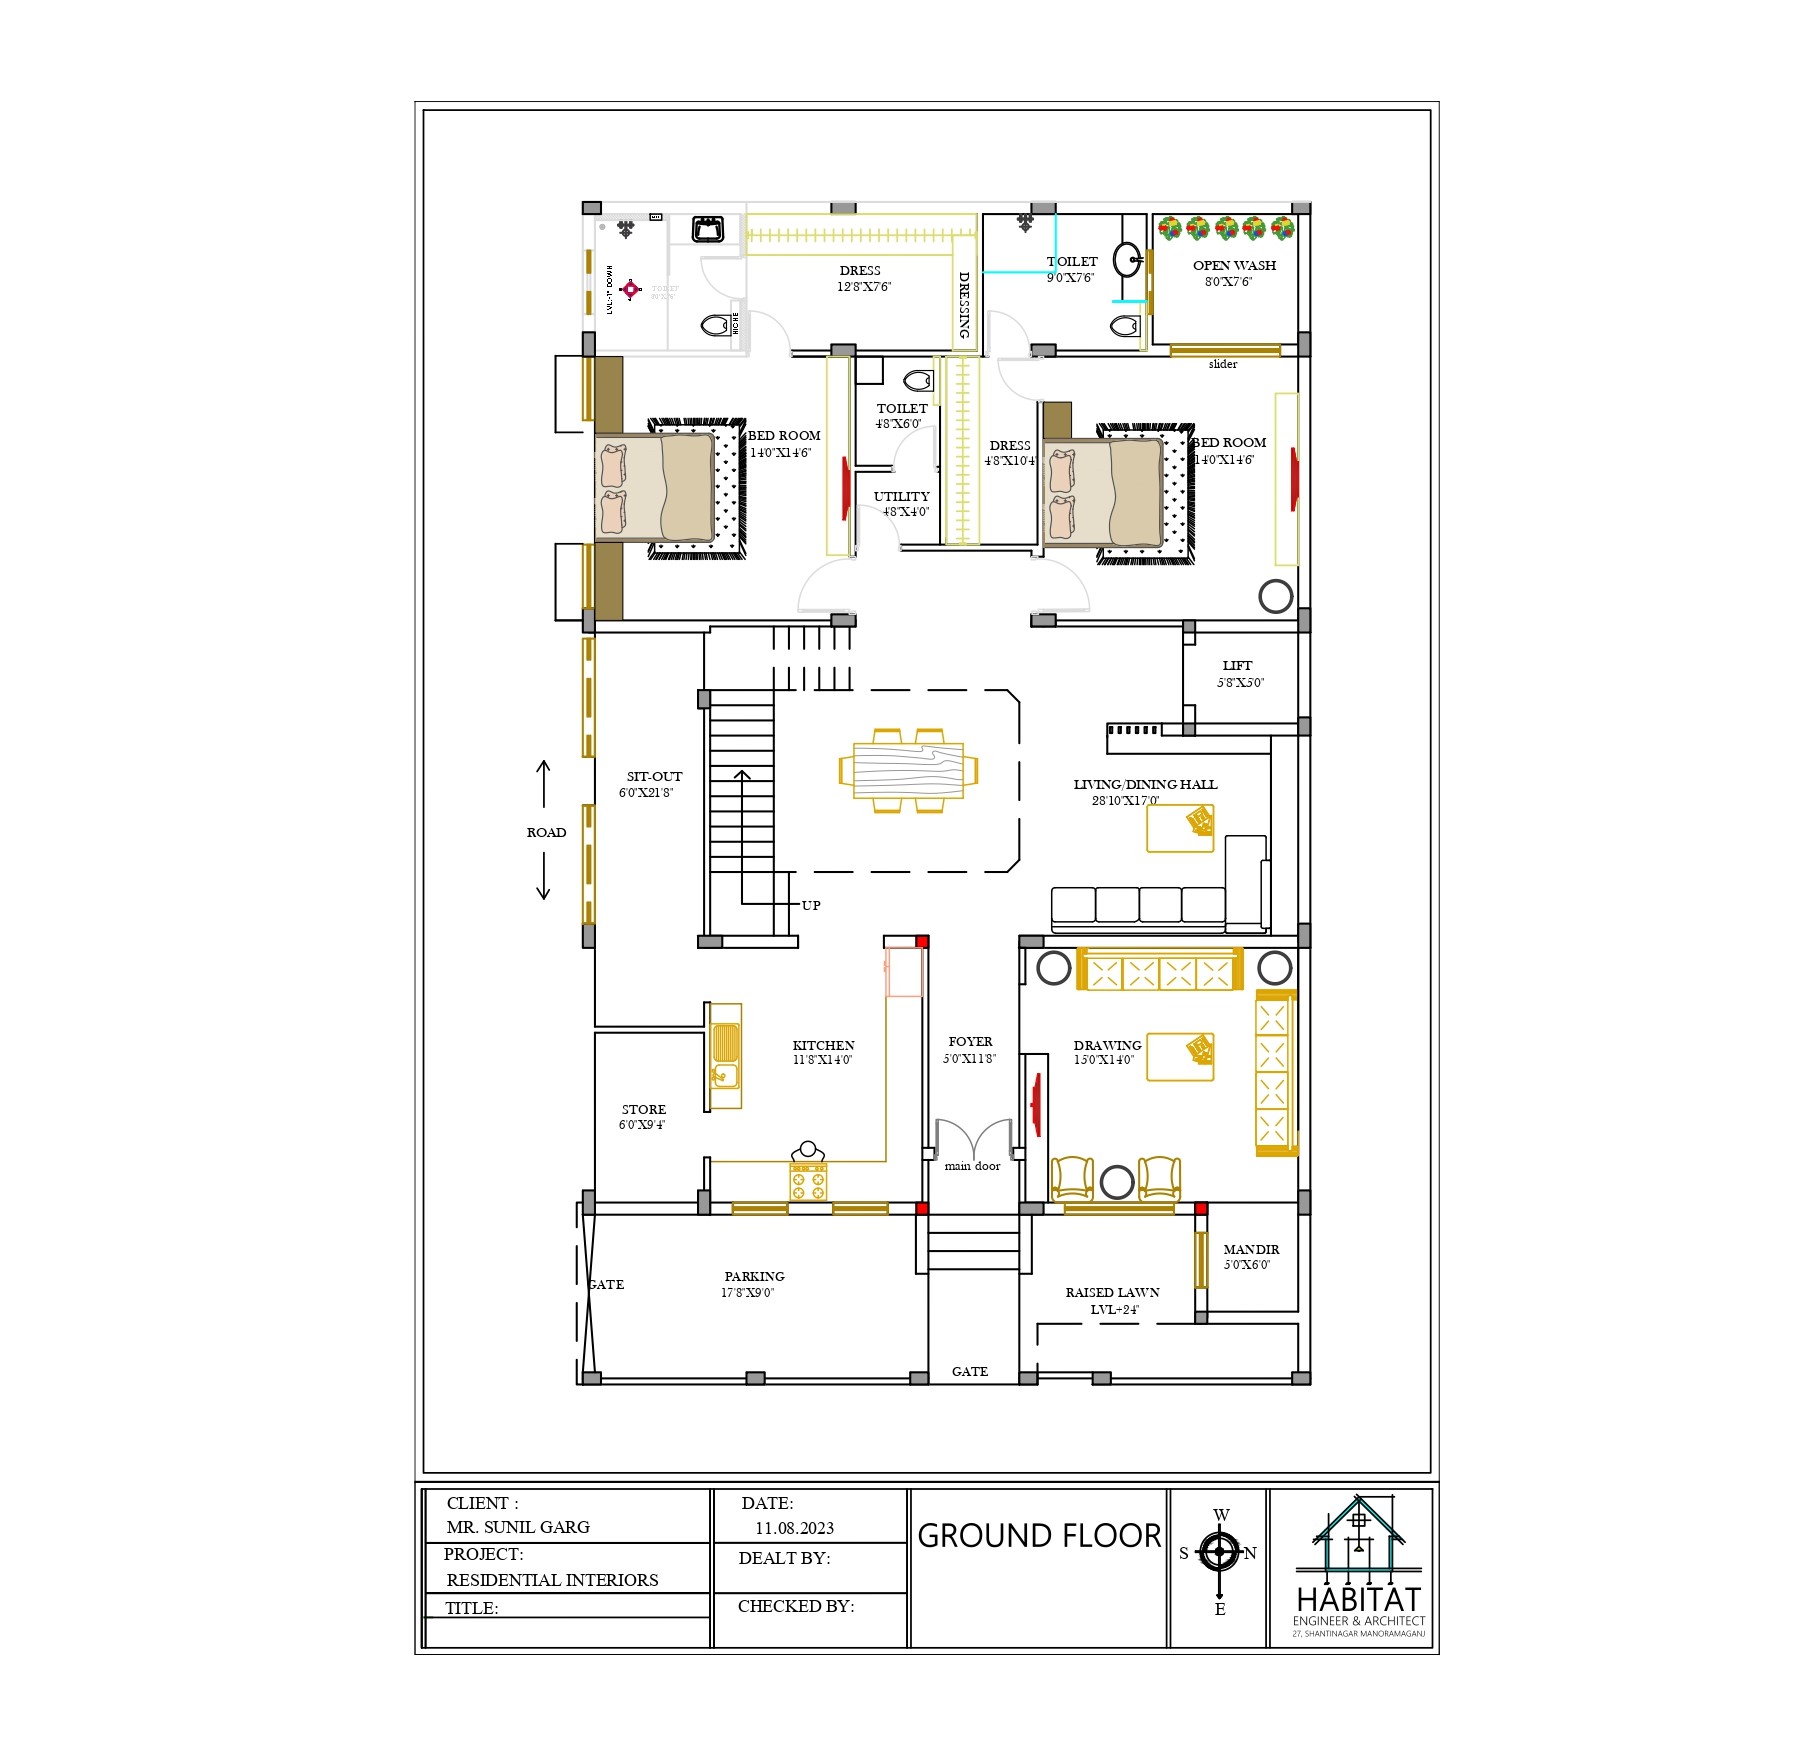 LVL:-1" DOWN
TOILET
NICHE
DRESS
12'8"X7'6"
DRESSING
TOILET
9'0"X7'6"
OPEN WASH
8'0"X7'6"
slider
BED ROOM
14'0"X14'6"
TOILET
4'8"X6'0"
UTILITY
4'8"X4'0"
DRESS
4'8"X10'4"
BED ROOM
14'0"X14'6"
LIFT
5'8"X5'0"
SIT-OUT
6'0"X21'8"
ROAD
LIVING/DINING HALL
28'10"X17'0"
UP
KITCHEN
11'8"X14'0"
FOYER
5'0"X11'8"
DRAWING
15'0"X14'0"
STORE
6'0"X9'4"
main door
GATE
PARKING
17'8"X9'0"
MANDIR
5'0"X6'0"
RAISED LAWN
LVL+24"
GATE
CLIENT :
MR. SUNIL GARG
PROJECT:
RESIDENTIAL INTERIORS
TITLE:
DATE:
11.08.2023
DEALT BY:
CHECKED BY:
GROUND FLOOR
W
S N
E
HABITAT
ENGINEER & ARCHITECT
27, SHANTINAGAR MANORAMAGANJ